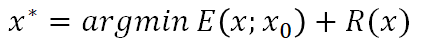 x* = argmin E(x; x₀) + R(x)